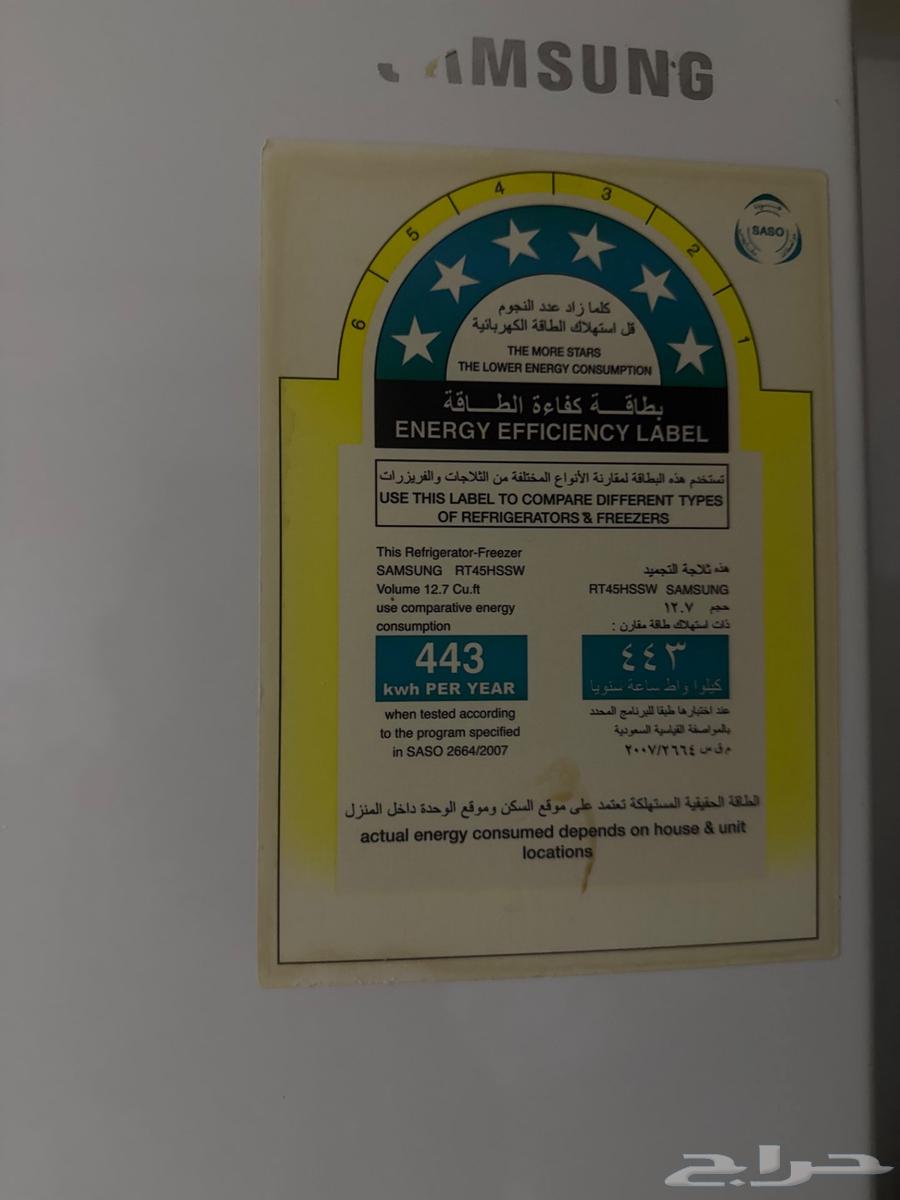 SAMSUNG
6 5 4 3 2 1
SASO
كلما زاد عدد النجوم
قل استهلاك الطاقة الكهربائية
THE MORE STARS
THE LOWER ENERGY CONSUMPTION
بطاقـــة كفاءة الطـــاقة
ENERGY EFFICIENCY LABEL
تستخدم هذه البطاقة لمقارنة الأنواع المختلفة من الثلاجات والفريزرات
USE THIS LABEL TO COMPARE DIFFERENT TYPES
OF REFRIGERATORS & FREEZERS
This Refrigerator-Freezer
SAMSUNG RT45HSSW
Volume 12.7 Cu.ft
use comparative energy
consumption
443
kwh PER YEAR
when tested according
to the program specified
in SASO 2664/2007
هذه ثلاجة التجميد
RT45HSSW SAMSUNG
حجم ١٢.٧
ذات استهلاك طاقة مقارن :
٤٤٣
كيلوا واط ساعة سنويا
عند اختبارها طبقا للبرنامج المحدد
بالمواصفة القياسية السعودية
م ق س ٢٠٠٧/٢٦٦٤
الطاقة الحقيقية المستهلكة تعتمد على موقع السكن وموقع الوحدة داخل المنزل
actual energy consumed depends on house & unit
locations
حراج